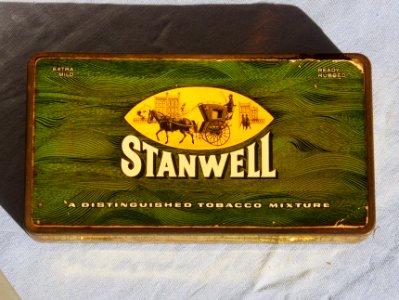 EXTRA
MILD
READY
RUBBED
STANWELL
A DISTINGUISHED TOBACCO MIXTURE